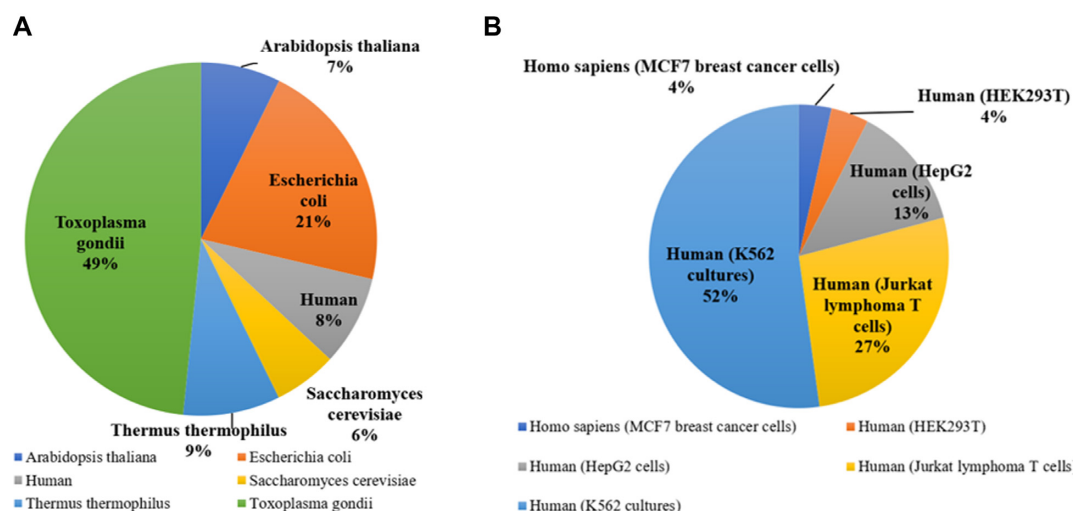 A
Arabidopsis thaliana
7%
Escherichia
coli
21%
Human
8%
Saccharomyces
cerevisiae
6%
Thermus thermophilus
9%
Toxoplasma
gondii
49%
Arabidopsis thaliana
Escherichia coli
Human
Saccharomyces cerevisiae
Thermus thermophilus
Toxoplasma gondii
B
Homo sapiens (MCF7 breast cancer cells)
4%
Human (HEK293T)
4%
Human (HepG2
cells)
13%
Human (Jurkat
lymphoma T
cells)
27%
Human (K562
cultures)
52%
Homo sapiens (MCF7 breast cancer cells)
Human (HEK293T)
Human (HepG2 cells)
Human (Jurkat lymphoma T cells)
Human (K562 cultures)